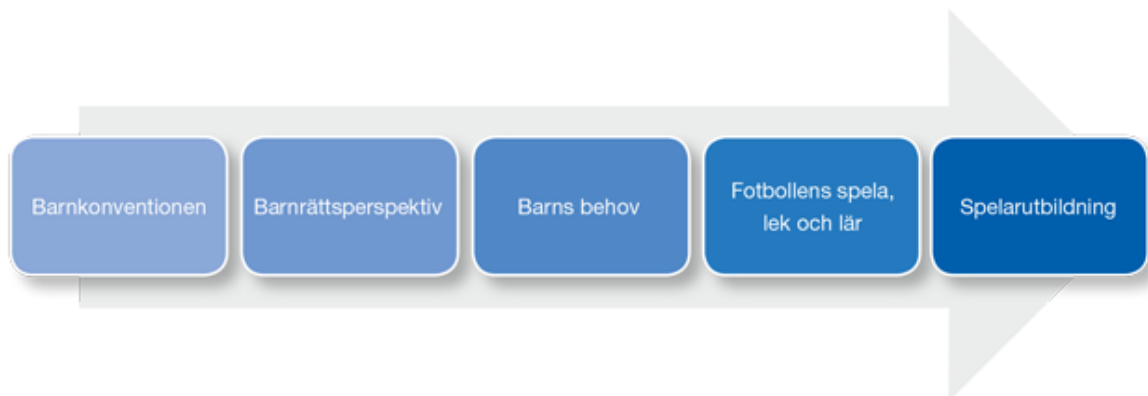 Barnkonventionen
Barnrättsperspektiv
Barns behov
Fotbollens spela,
lek och lär
Spelarutbildning